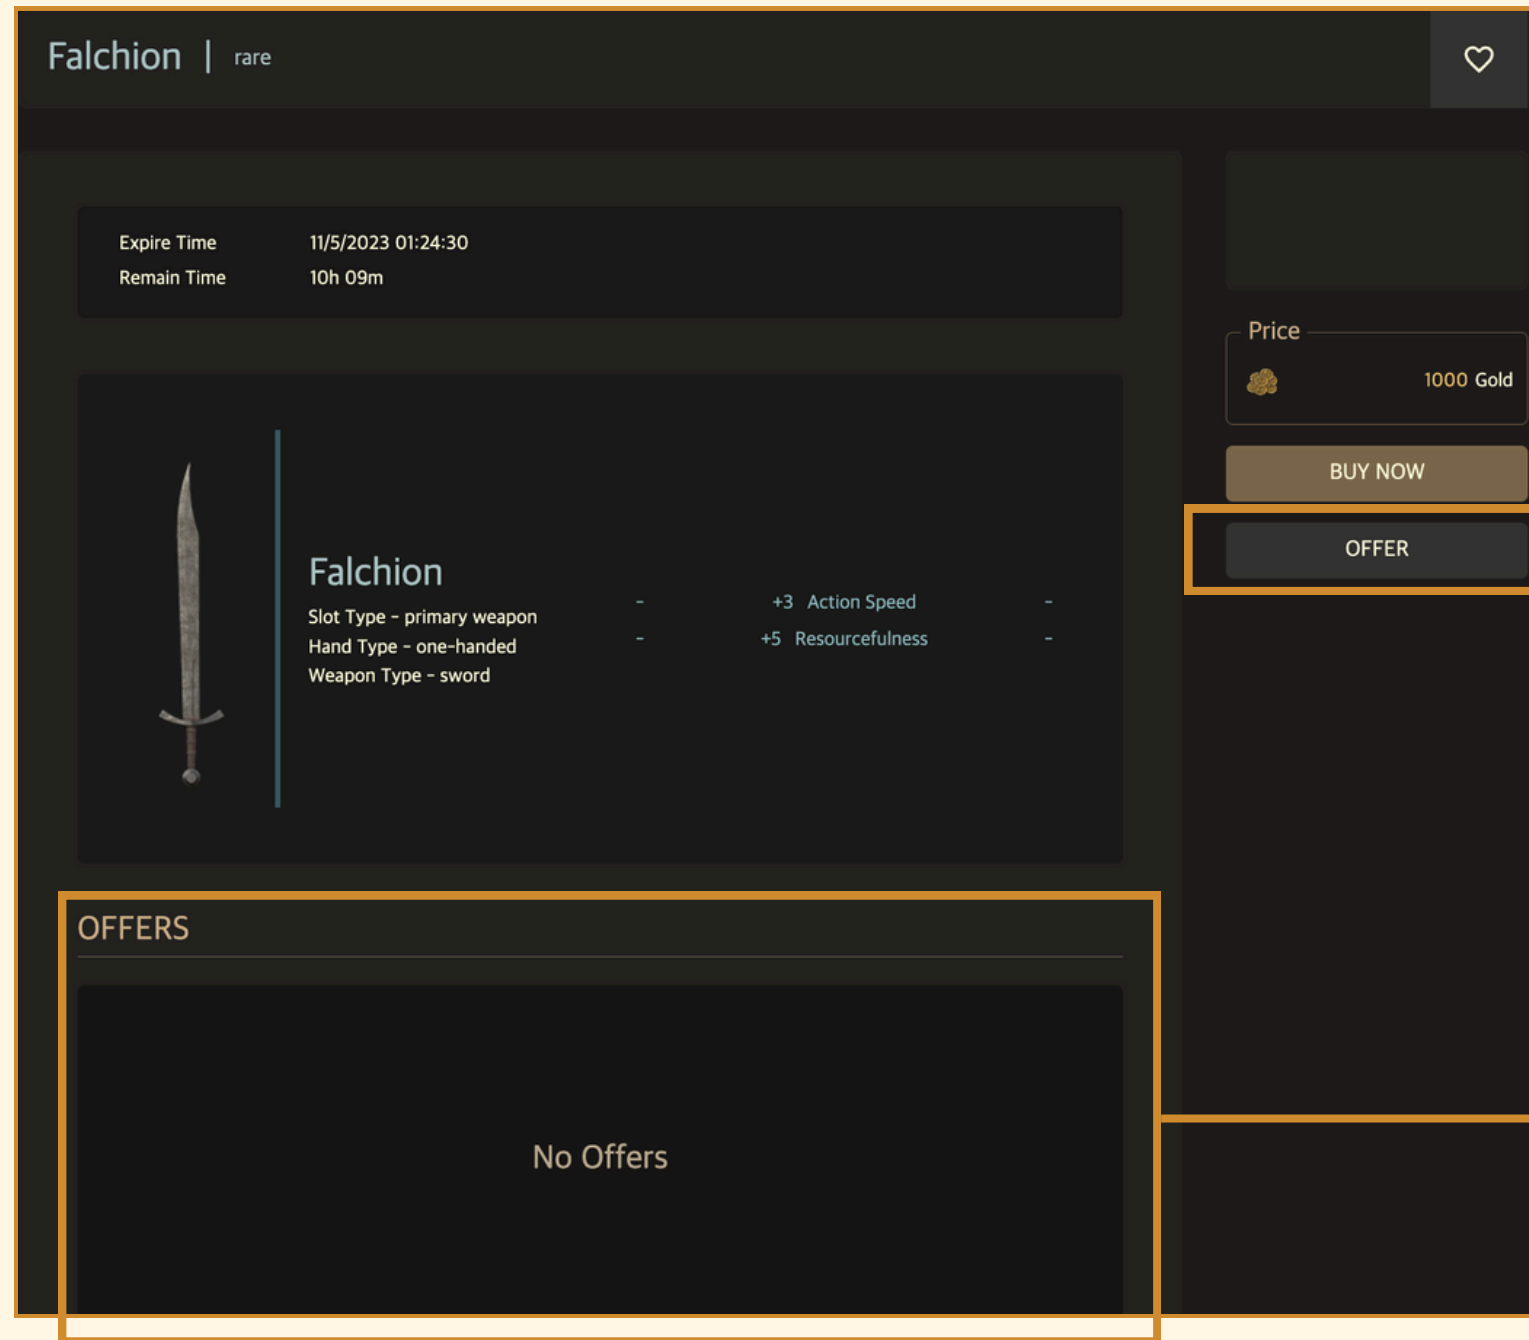 Falchion | rare
Expire Time 11/5/2023 01:24:30
Remain Time 10h 09m
Price
1000 Gold
BUY NOW
OFFER
Falchion
Slot Type - primary weapon
Hand Type - one-handed
Weapon Type - sword
- +3 Action Speed -
- +5 Resourcefulness -
OFFERS
No Offers